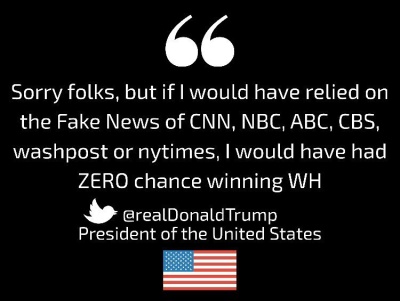 “
Sorry folks, but if I would have relied on
the Fake News of CNN, NBC, ABC, CBS,
washpost or nytimes, I would have had
ZERO chance winning WH
@realDonaldTrump
President of the United States